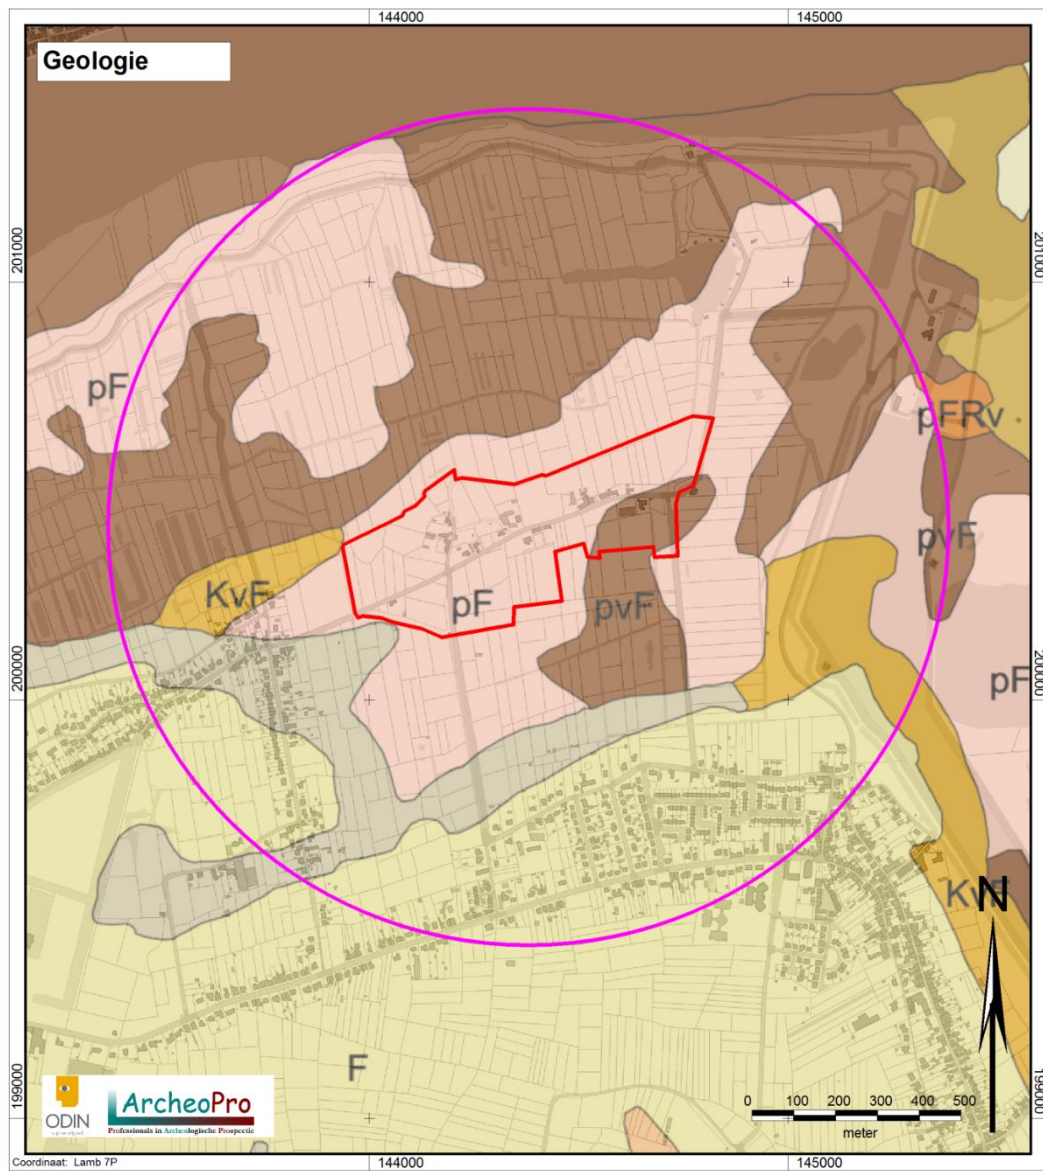 144000
145000
Geologie
201000
201000
pF
pFRv
pvF
KvF
pF
pvF
200000
200000
pF
KvF
N
F
199000
199000
ODIN
ArcheoPro
Professionals in Archeologische Prospectie
0 100 200 300 400 500
meter
144000
145000
Coordinaat: Lamb 7P